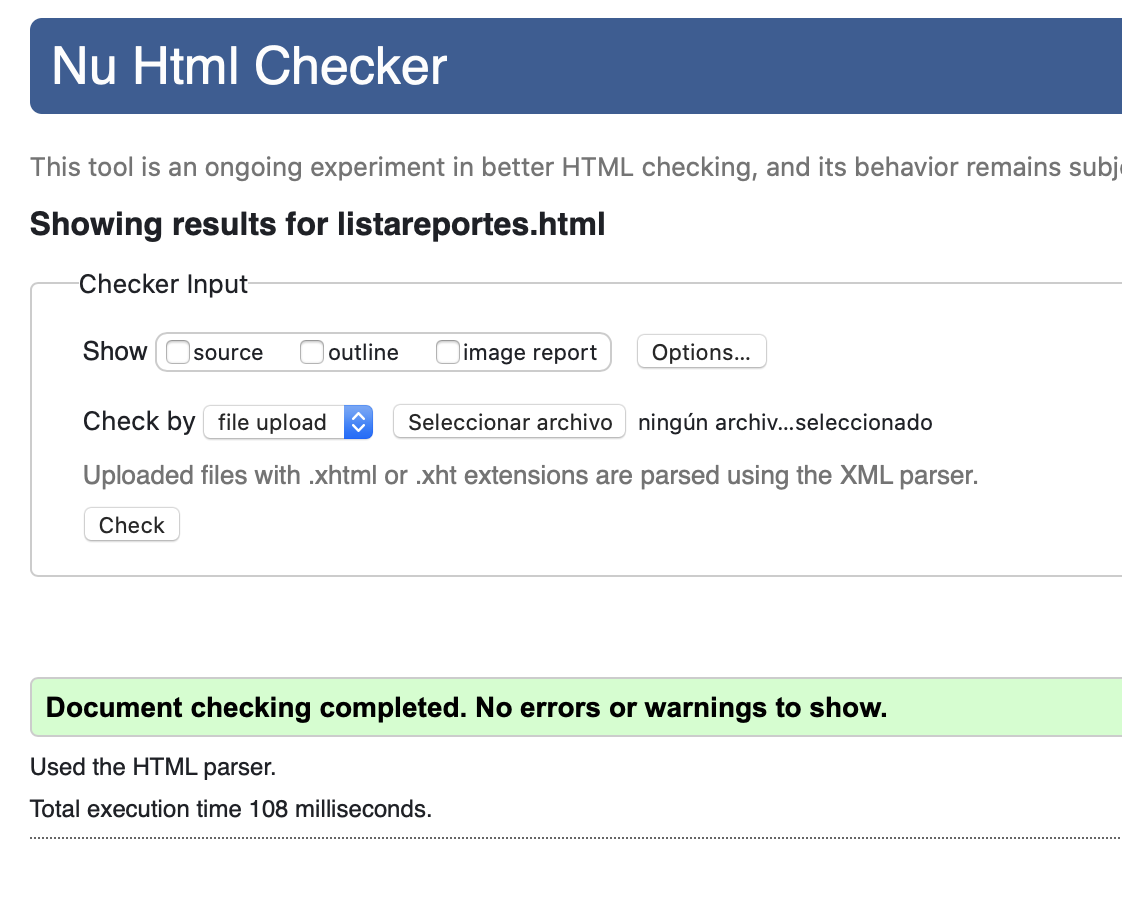 Nu Html Checker
This tool is an ongoing experiment in better HTML checking, and its behavior remains
Showing results for listareportes.html
Checker Input
Show source outline image report Options...
Check by file upload Seleccionar archivo ningún archiv...seleccionado
Uploaded files with .xhtml or .xht extensions are parsed using the XML parser.
Check
Document checking completed. No errors or warnings to show.
Used the HTML parser.
Total execution time 108 milliseconds.